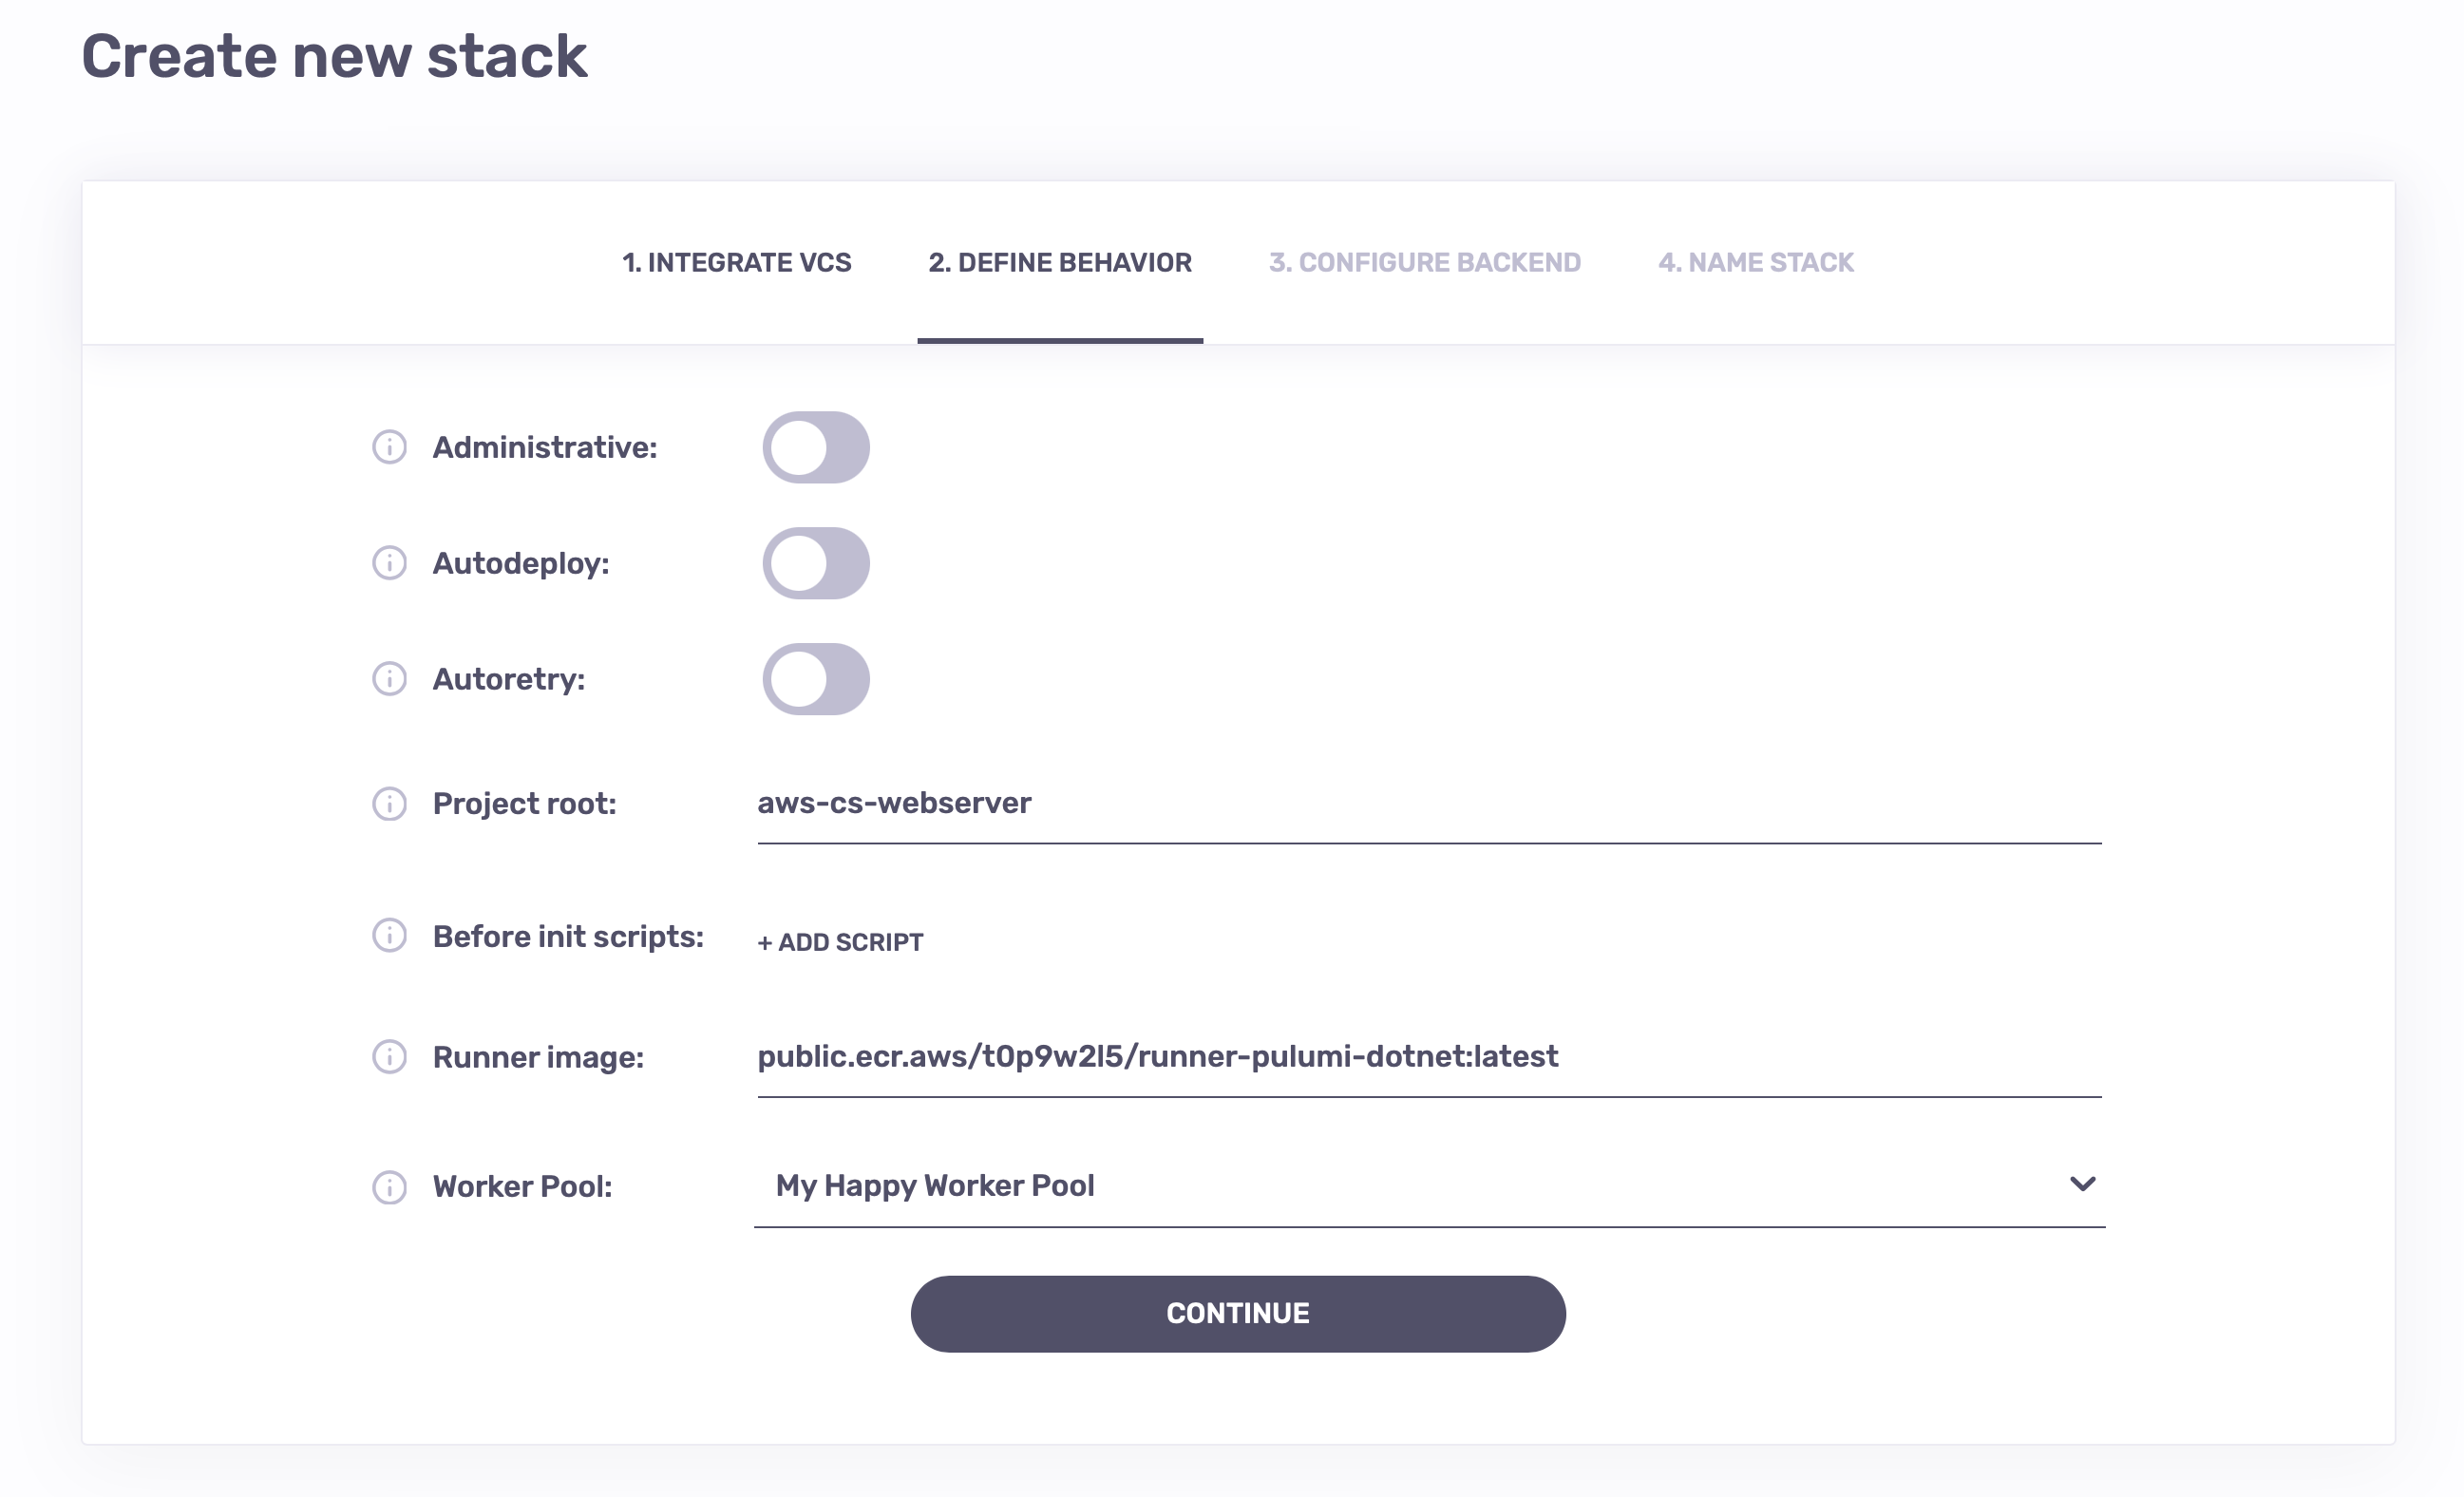 Create new stack
1. INTEGRATE VCS 2. DEFINE BEHAVIOR 3. CONFIGURE BACKEND 4. NAME STACK
Administrative:
Autodeploy:
Autoretry:
Project root: aws-cs-webserver
Before init scripts: + ADD SCRIPT
Runner image: public.ecr.aws/t0p9w2l5/runner-pulumi-dotnet:latest
Worker Pool: My Happy Worker Pool
CONTINUE